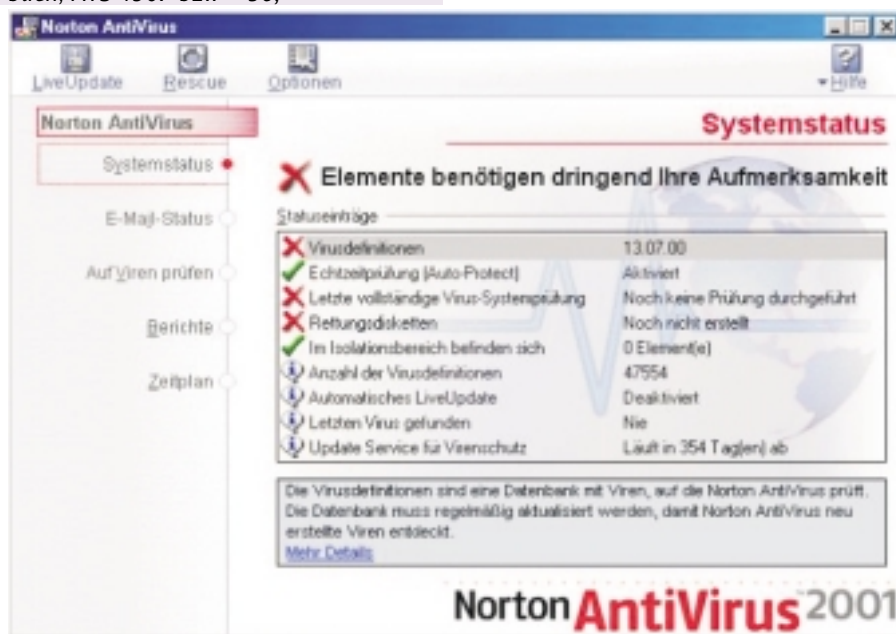 Norton AntiVirus
LiveUpdate Rescue Optionen Hilfe
Norton AntiVirus
Systemstatus
E-Mail-Status
Auf Viren prüfen
Berichte
Zeitplan
Systemstatus
Elemente benötigen dringend Ihre Aufmerksamkeit
Statuseinträge
Virusdefinitionen 13.07.00
Echtzeitprüfung (Auto-Protect) Aktiviert
Letzte vollständige Virus-Systemprüfung Noch keine Prüfung durchgeführt
Rettungsdisketten Noch nicht erstellt
Im Isolationsbereich befinden sich 0 Element(e)
Anzahl der Virusdefinitionen 47554
Automatisches LiveUpdate Deaktiviert
Letzten Virus gefunden Nie
Update Service für Virenschutz Läuft in 354 Tag(en) ab
Die Virusdefinitionen sind eine Datenbank mit Viren, auf die Norton AntiVirus prüft.
Die Datenbank muss regelmäßig aktualisiert werden, damit Norton AntiVirus neu
erstellte Viren entdeckt.
Mehr Details
Norton AntiVirus 2001